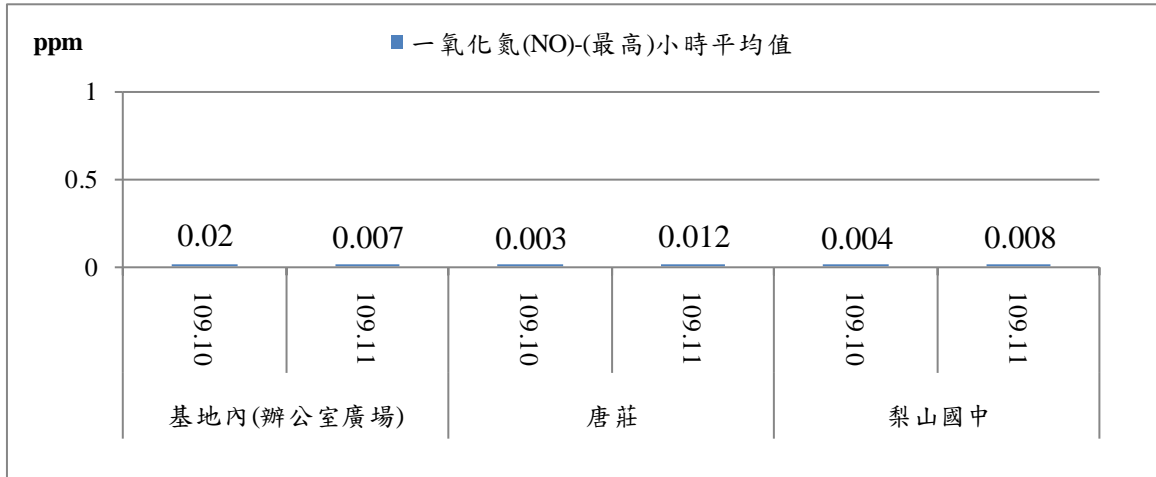 ppm
一氧化氮(NO)-(最高)小時平均值
1
0.5
0
0.02 0.007 0.003 0.012 0.004 0.008
109.10 109.11 109.10 109.11 109.10 109.11
基地內(辦公室廣場) 唐莊 梨山國中